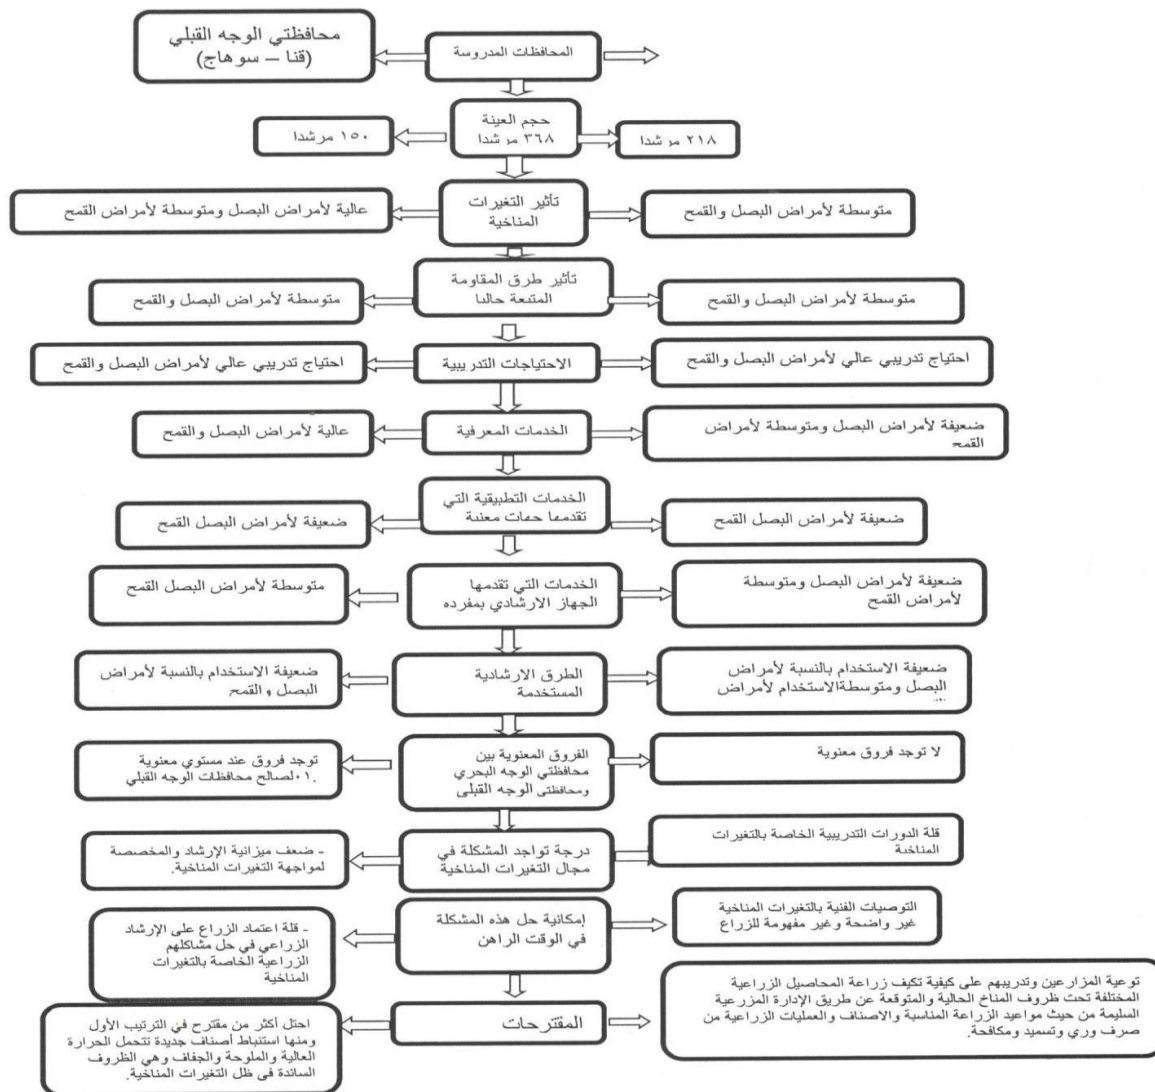 المحافظات المدروسة
محافظتي الوجه القبلي
(قنا – سوهاج)
٢١٨ مرشدا
حجم العينة
٣٦٨ مرشدا
١٥٠ مرشدا
متوسطة لأمراض البصل والقمح
تأثير التغيرات
المناخية
عالية لأمراض البصل ومتوسطة لأمراض القمح
متوسطة لأمراض البصل والقمح
تأثير طرق المقاومة
المتبعة حاليا
متوسطة لأمراض البصل والقمح
احتياج تدريبي عالي لأمراض البصل والقمح
الاحتياجات التدريبية
احتياج تدريبي عالي لأمراض البصل والقمح
ضعيفة لأمراض البصل ومتوسطة لأمراض
القمح
الخدمات المعرفية
عالية لأمراض البصل والقمح
ضعيفة لأمراض البصل القمح
الخدمات التطبيقية التي
تقدمها جهات معنية
ضعيفة لأمراض البصل القمح
ضعيفة لأمراض البصل ومتوسطة
لأمراض القمح
الخدمات التي تقدمها
الجهاز الارشادي بمفرده
متوسطة لأمراض البصل القمح
ضعيفة الاستخدام بالنسبة لأمراض
البصل ومتوسطةالاستخدام لأمراض
الطرق الارشادية
المستخدمة
ضعيفة الاستخدام بالنسبة لأمراض
البصل والقمح
لا توجد فروق معنوية
الفروق المعنوية بين
محافظتي الوجه البحري
ومحافظتي الوجه القبلي
توجد فروق عند مستوي معنوية
٠١.لصالح محافظات الوجه القبلي
قلة الدورات التدريبية الخاصة بالتغيرات
المناخية
درجة تواجد المشكلة في
مجال التغيرات المناخية
- ضعف ميزانية الإرشاد والمخصصة
لمواجهة التغيرات المناخية.
التوصيات الفنية بالتغيرات المناخية
غير واضحة وغير مفهومة للزراع
إمكانية حل هذه المشكلة
في الوقت الراهن
- قلة اعتماد الزراع على الإرشاد
الزراعي في حل مشاكلهم
الزراعية الخاصة بالتغيرات
المناخية
توعية المزارعين وتدريبهم على كيفية تكيف زراعة المحاصيل الزراعية
المختلفة تحت ظروف المناخ الحالية والمتوقعة عن طريق الإدارة المزرعية
السليمة من حيث مواعيد الزراعة المناسبة والاصناف والعمليات الزراعية من
صرف وري وتسميد ومكافحة.
المقترحات
احتل أكثر من مقترح في الترتيب الأول
ومنها استنباط أصناف جديدة تتحمل الحرارة
العالية والملوحة والجفاف وهي الظروف
السائدة في ظل التغيرات المناخية.